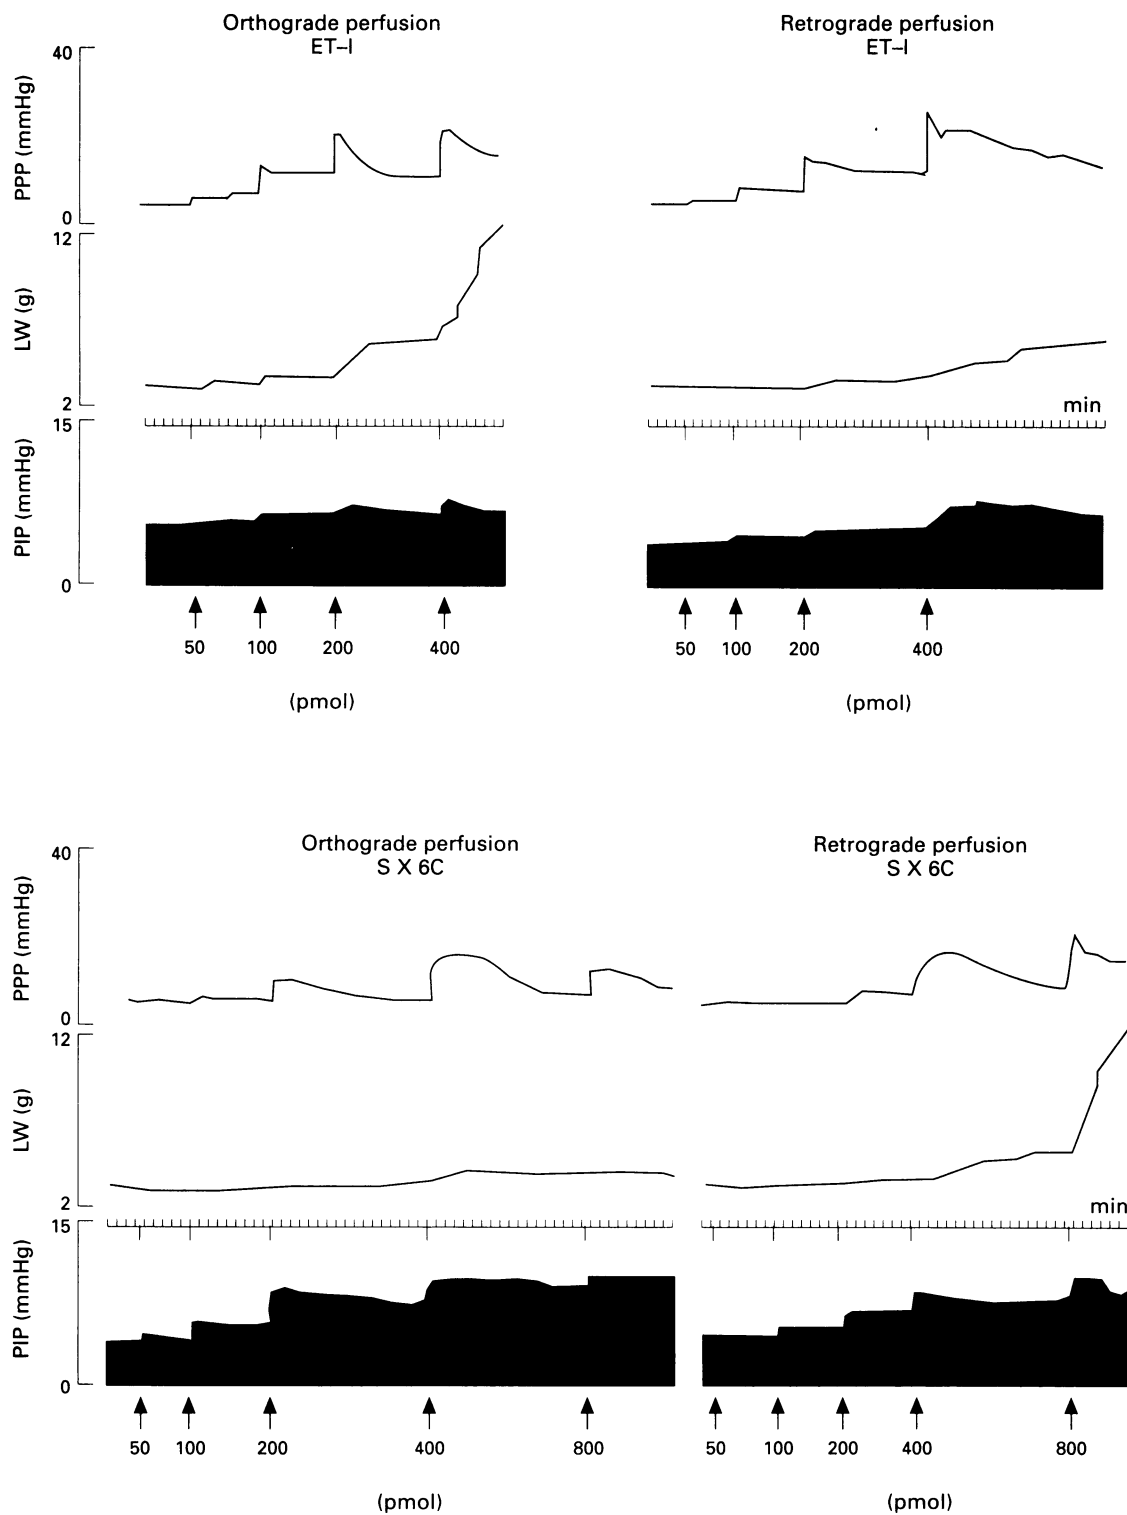 Orthograde perfusion
ET–I
Retrograde perfusion
ET–I
40
PPP (mmHg)
0
12
LW (g)
2
min
15
PIP (mmHg)
0
50 100 200 400
50 100 200 400
(pmol)
(pmol)
Orthograde perfusion
S X 6C
Retrograde perfusion
S X 6C
40
PPP (mmHg)
0
12
LW (g)
2
min
15
PIP (mmHg)
0
50 100 200 400 800
50 100 200 400 800
(pmol)
(pmol)